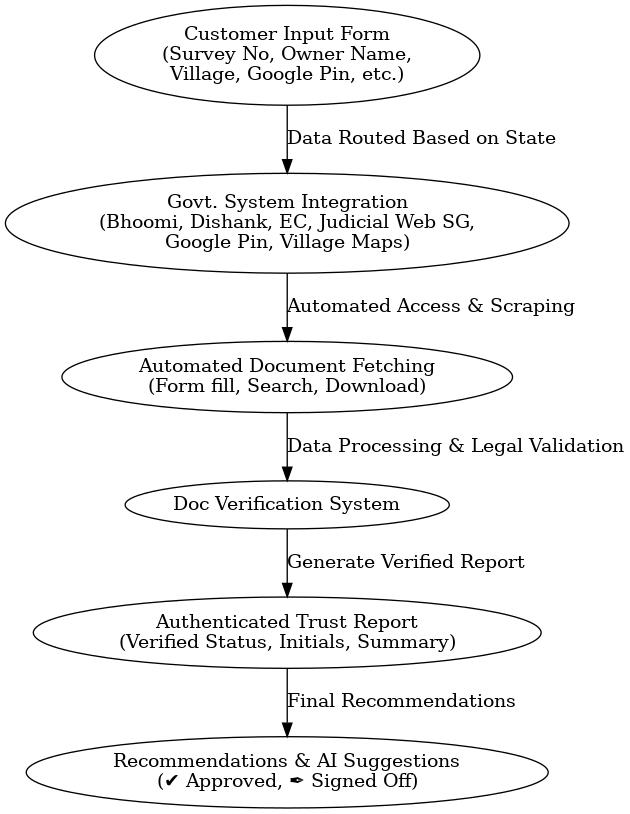 Customer Input Form
(Survey No, Owner Name,
Village, Google Pin, etc.)
Data Routed Based on State
Govt. System Integration
(Bhoomi, Dishank, EC, Judicial Web SG,
Google Pin, Village Maps)
Automated Access & Scraping
Automated Document Fetching
(Form fill, Search, Download)
Data Processing & Legal Validation
Doc Verification System
Generate Verified Report
Authenticated Trust Report
(Verified Status, Initials, Summary)
Final Recommendations
Recommendations & AI Suggestions
(✔ Approved, ✒ Signed Off)